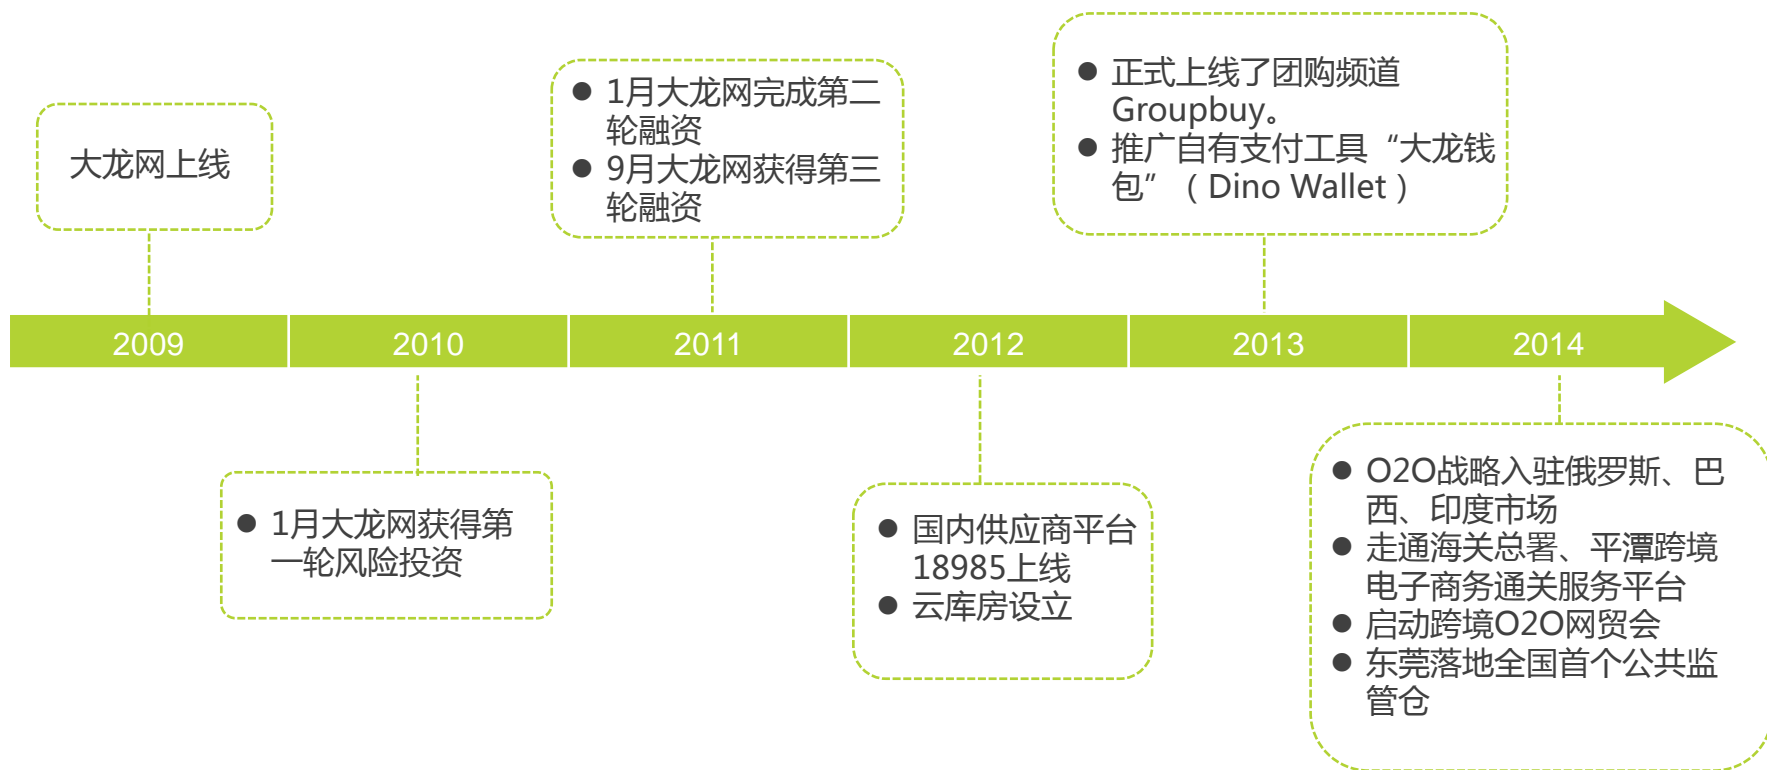 大龙网上线
● 1月大龙网完成第二
轮融资
● 9月大龙网获得第三
轮融资
● 正式上线了团购频道
Groupbuy。
● 推广自有支付工具“大龙钱
包”（Dino Wallet）
2009
2010
2011
2012
2013
2014
● 1月大龙网获得第
一轮风险投资
● 国内供应商平台
18985上线
● 云库房设立
● O2O战略入驻俄罗斯、巴
西、印度市场
● 走通海关总署、平潭跨境
电子商务通关服务平台
● 启动跨境O2O网贸会
● 东莞落地全国首个公共监
管仓